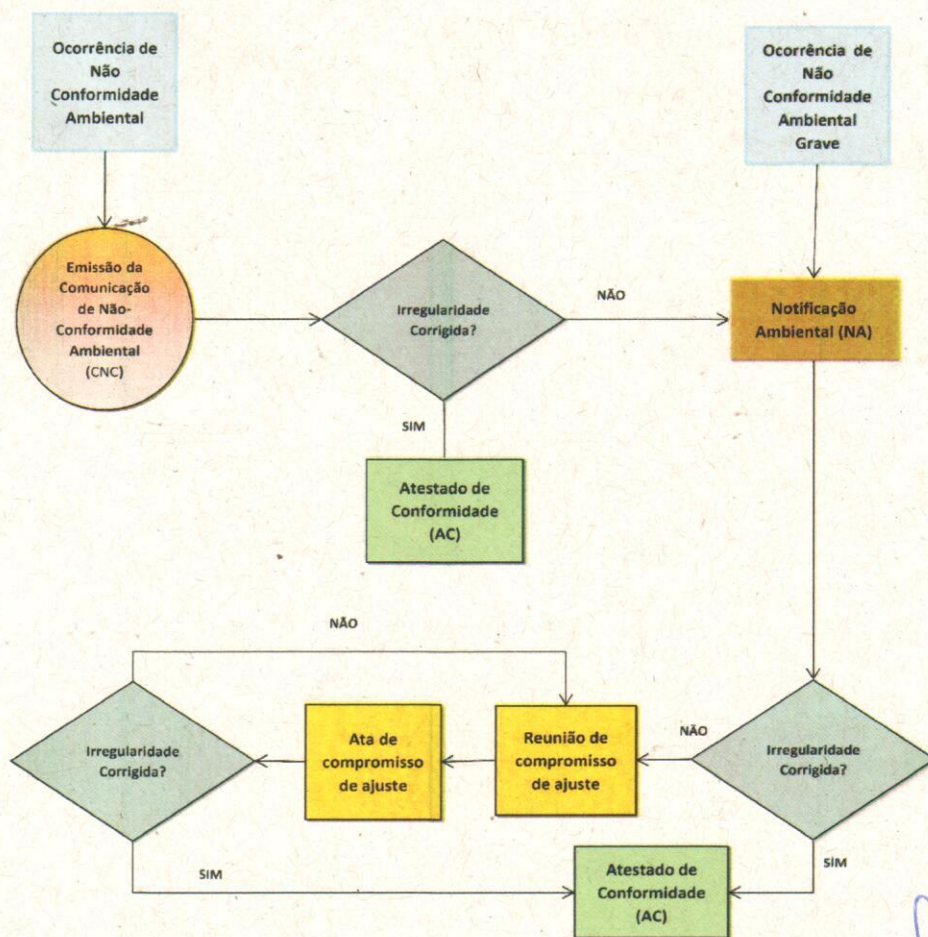 Ocorrência de
Não
Conformidade
Ambiental
Ocorrência de
Não
Conformidade
Ambiental
Grave
Emissão da
Comunicação
de Não-
Conformidade
Ambiental
(CNC)
Irregularidade
Corrigida?
NÃO
Notificação
Ambiental (NA)
SIM
Atestado de
Conformidade
(AC)
NÃO
Irregularidade
Corrigida?
Ata de
compromisso
de ajuste
Reunião de
compromisso
de ajuste
NÃO
Irregularidade
Corrigida?
SIM
Atestado de
Conformidade
(AC)
SIM